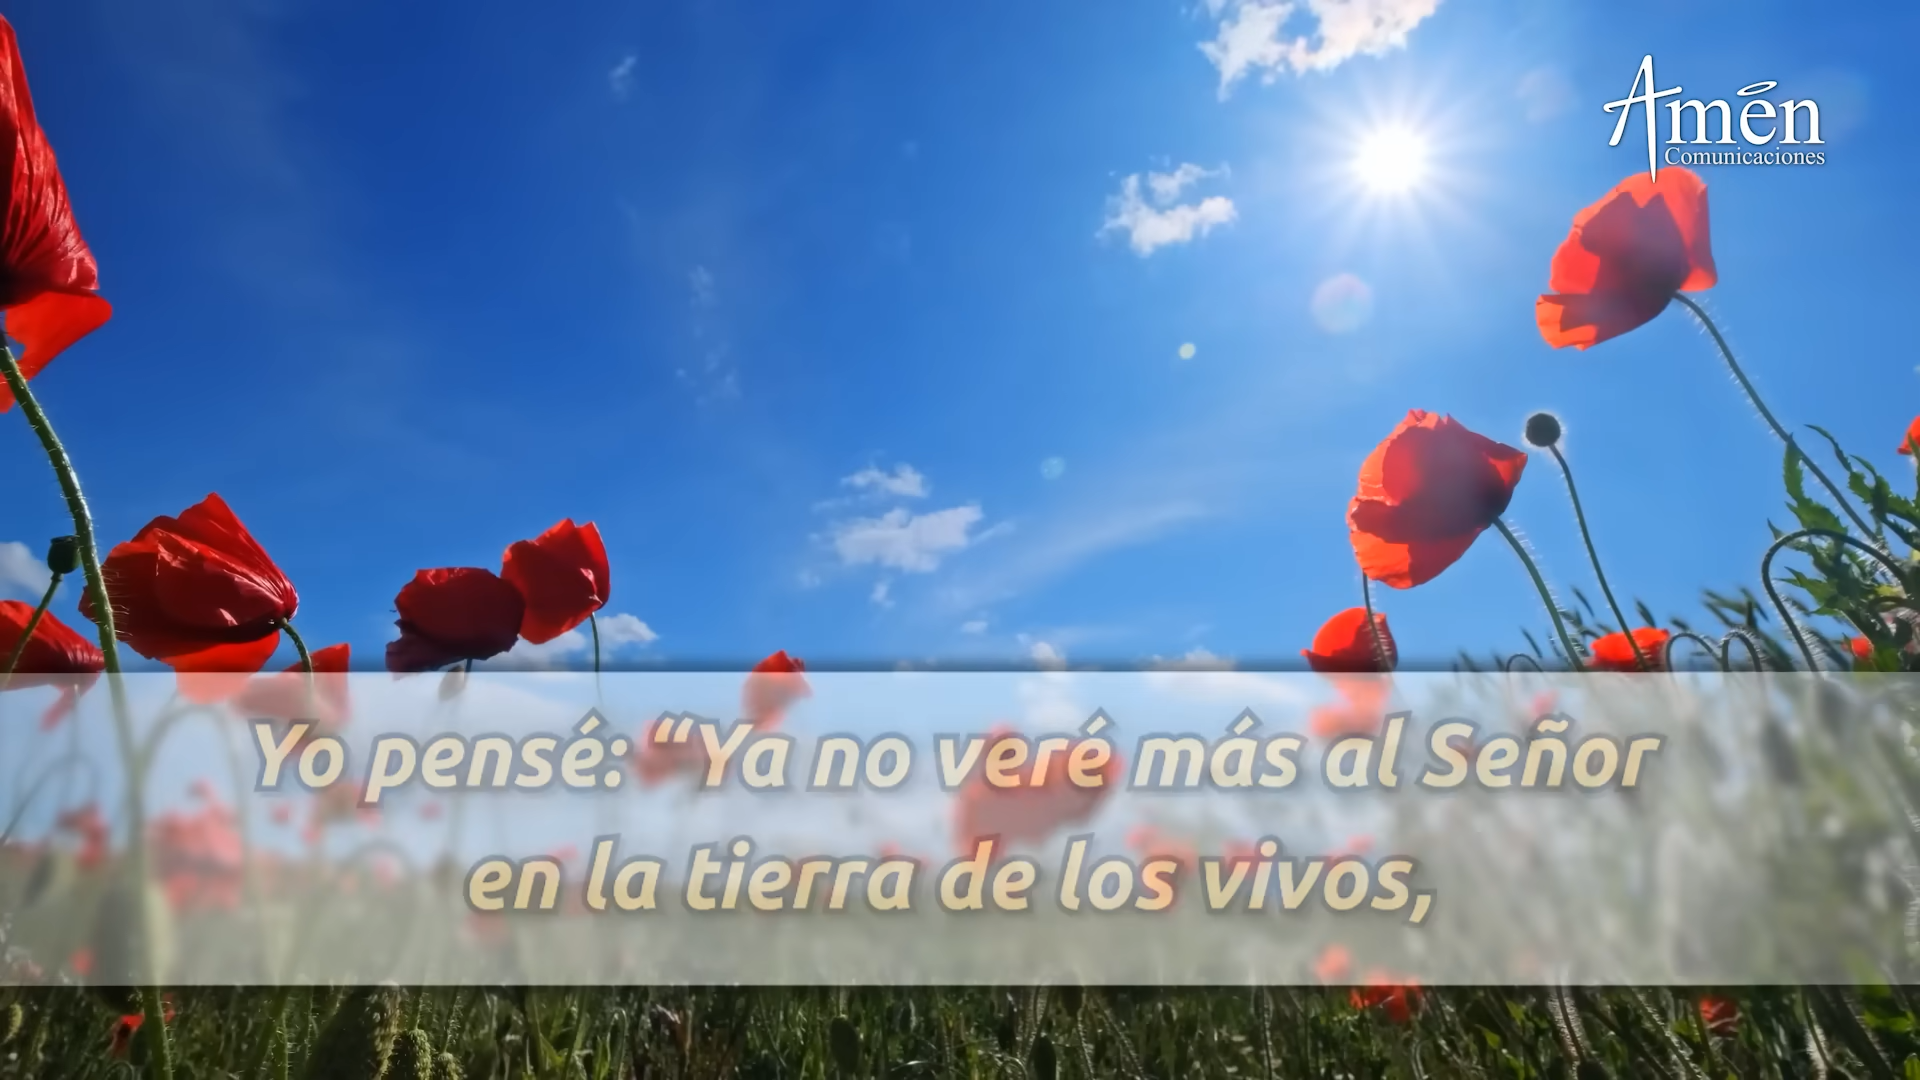 Amén
Comunicaciones
Yo pensé: “Ya no veré más al Señor
en la tierra de los vivos,